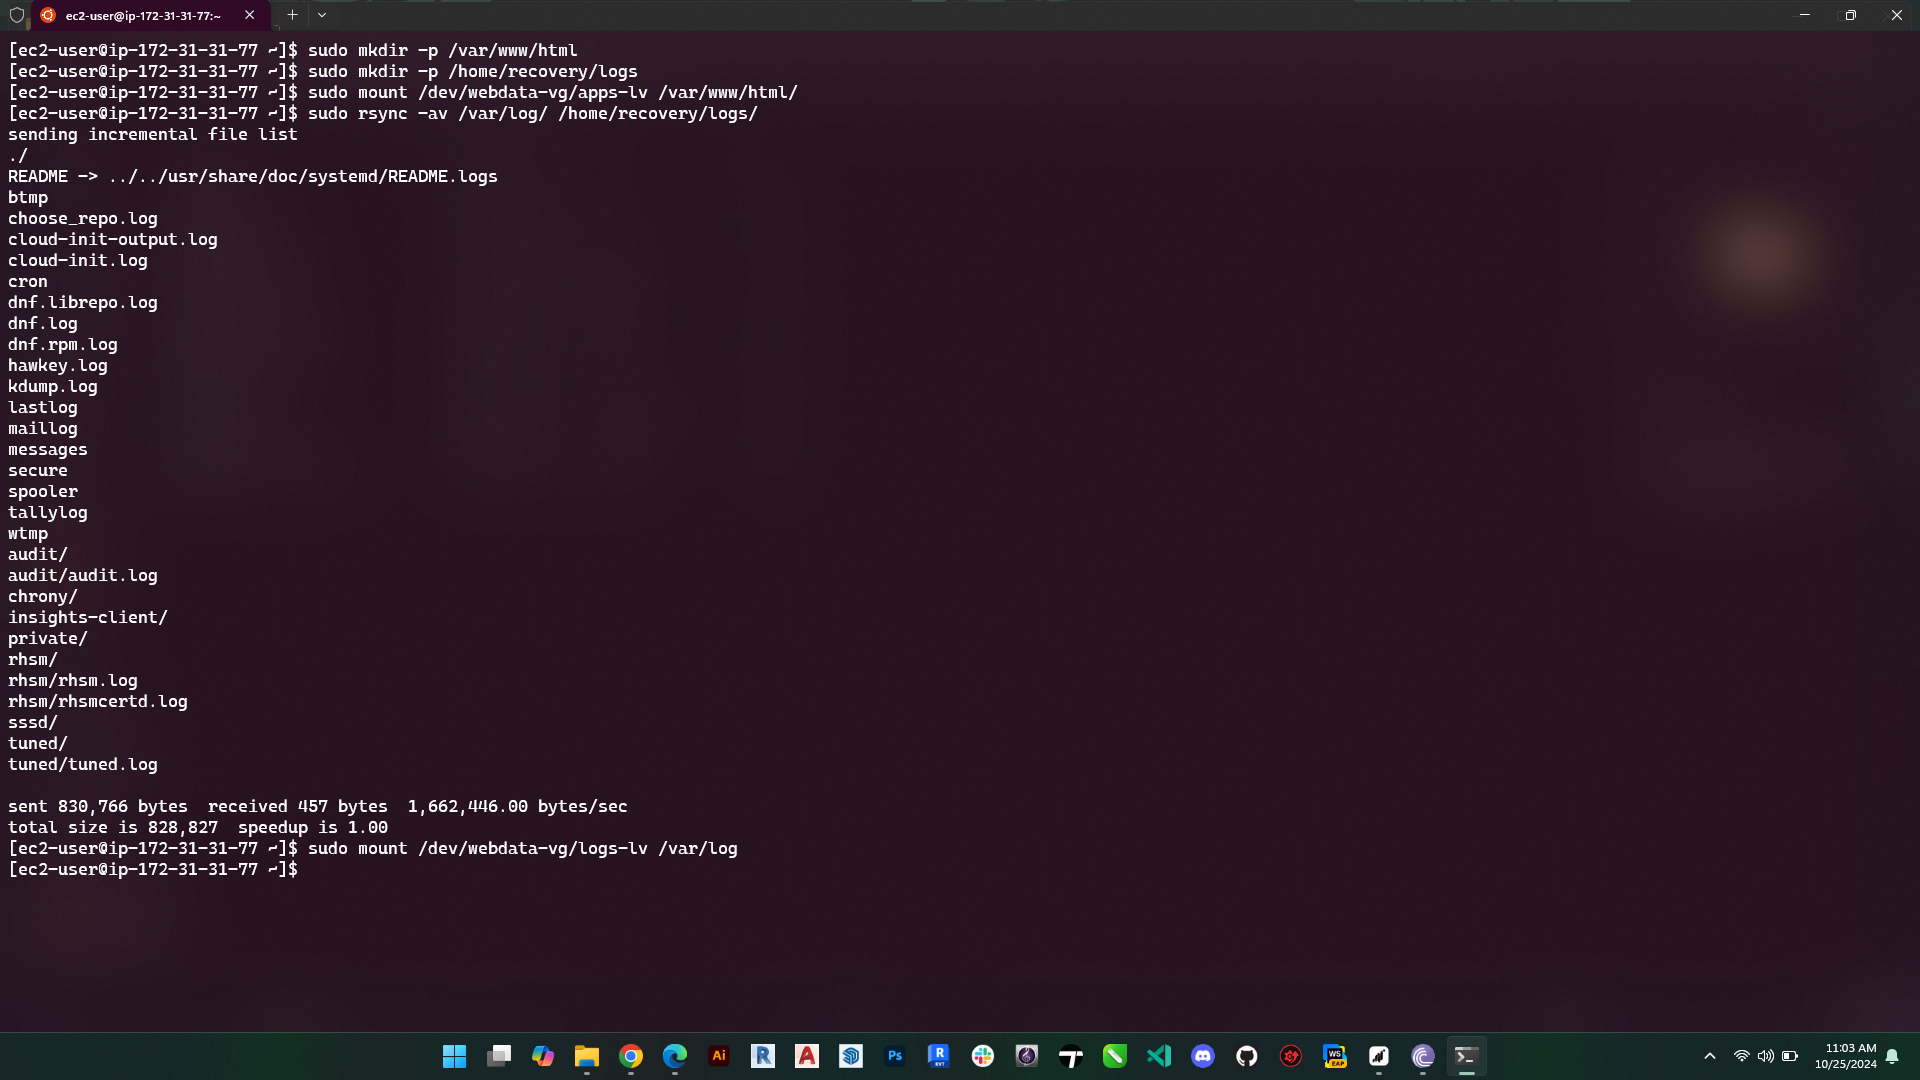 ec2-user@ip-172-31-31-77:~
[ec2-user@ip-172-31-31-77 ~]$ sudo mkdir -p /var/www/html
[ec2-user@ip-172-31-31-77 ~]$ sudo mkdir -p /home/recovery/logs
[ec2-user@ip-172-31-31-77 ~]$ sudo mount /dev/webdata-vg/apps-lv /var/www/html/
[ec2-user@ip-172-31-31-77 ~]$ sudo rsync -av /var/log/ /home/recovery/logs/
sending incremental file list
./
README -> ../../usr/share/doc/systemd/README.logs
btmp
choose_repo.log
cloud-init-output.log
cloud-init.log
cron
dnf.librepo.log
dnf.log
dnf.rpm.log
hawkey.log
kdump.log
lastlog
maillog
messages
secure
spooler
tallylog
wtmp
audit/
audit/audit.log
chrony/
insights-client/
private/
rhsm/
rhsm/rhsm.log
rhsm/rhsmcertd.log
sssd/
tuned/
tuned/tuned.log
sent 830,766 bytes  received 457 bytes  1,662,446.00 bytes/sec
total size is 828,827  speedup is 1.00
[ec2-user@ip-172-31-31-77 ~]$ sudo mount /dev/webdata-vg/logs-lv /var/log
[ec2-user@ip-172-31-31-77 ~]$
Ai
R
A
Ps
R
RVT
WS
EAP
11:03 AM
10/25/2024